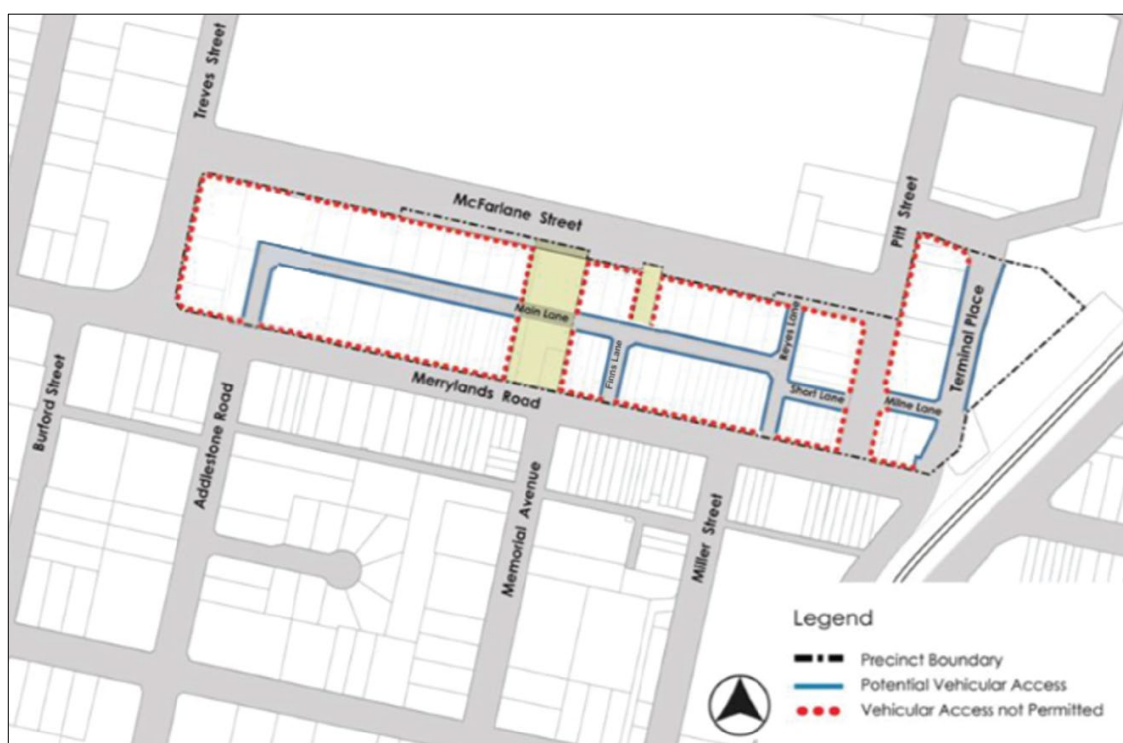 Treves Street
McFarlane Street
Pitt Street
Terminal Place
Main Lane
Reyes Lane
Finns Lane
Short Lane
Milne Lane
Merrylands Road
Burford Street
Addlestone Road
Memorial Avenue
Miller Street
Legend
Precinct Boundary
Potential Vehicular Access
Vehicular Access not Permitted